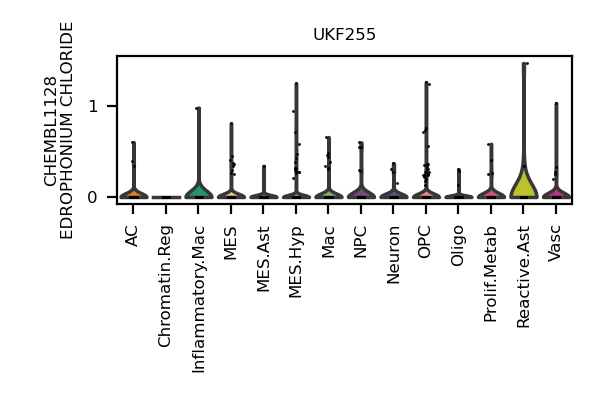 UKF255
CHEMBL1128
EDROPHONIUM CHLORIDE
1
0
AC
Chromatin.Reg
Inflammatory.Mac
MES
MES.Ast
MES.Hyp
Mac
NPC
Neuron
OPC
Oligo
Prolif.Metab
Reactive.Ast
Vasc